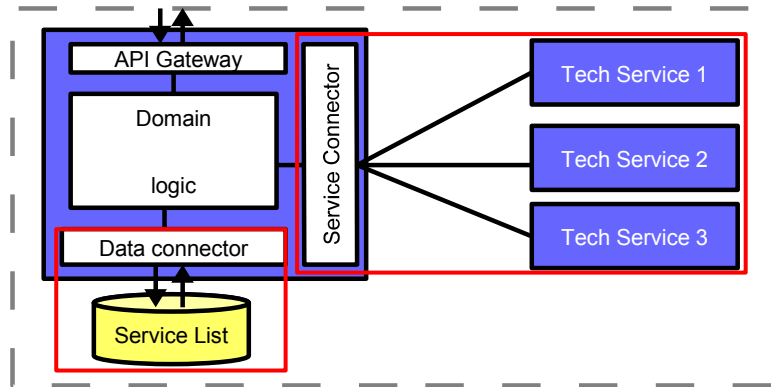 API Gateway
Domain
logic
Service Connector
Data connector
Service List
Tech Service 1
Tech Service 2
Tech Service 3